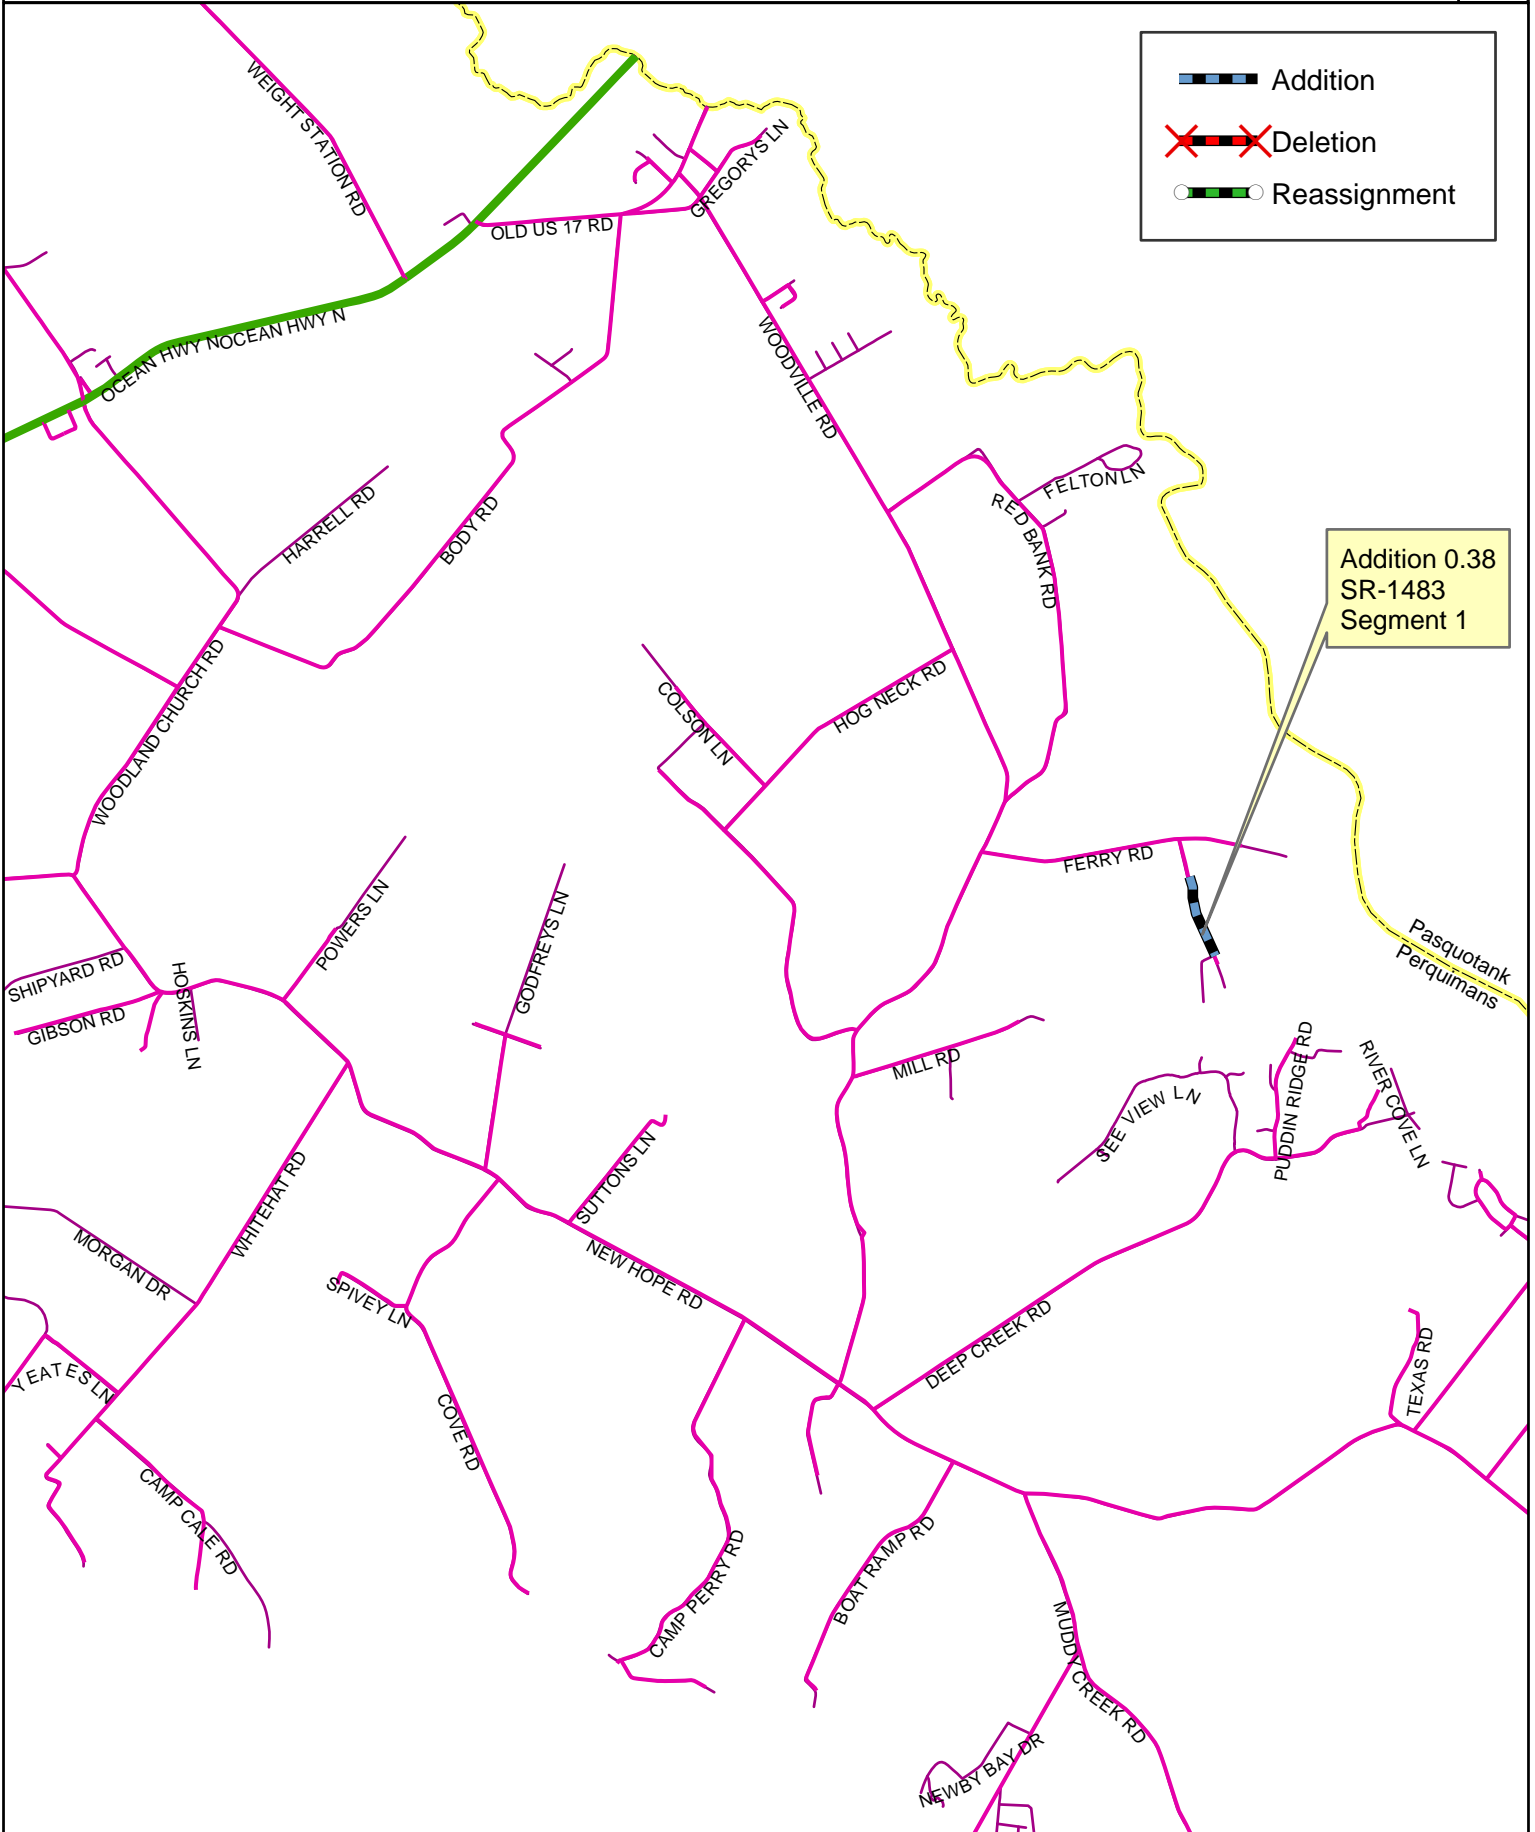 Addition
Deletion
Reassignment
WEIGHT STATION RD
GREGORYS LN
OLD US 17 RD
OCEAN HWY N
OCEAN HWY N
WOODVILLE RD
HARRELL RD
BODY RD
FELTON LN
RED BANK RD
Addition 0.38
SR-1483
Segment 1
WOODLAND CHURCH RD
COLSON LN
HOG NECK RD
FERRY RD
POWERS LN
GODFREYS LN
SHIPYARD RD
HOSKINS LN
GIBSON RD
Pasquotank
Perquimans
MILL RD
SEE VIEW LN
PUDDIN RIDGE RD
RIVER COVE LN
WHITEHAT RD
SUTTONS LN
MORGAN DR
NEW HOPE RD
SPIVEY LN
DEEP CREEK RD
YEATES LN
TEXAS RD
COVE RD
CAMP CALE RD
CAMP PERRY RD
BOAT RAMP RD
MUDDY CREEK RD
NEWBY BAY DR